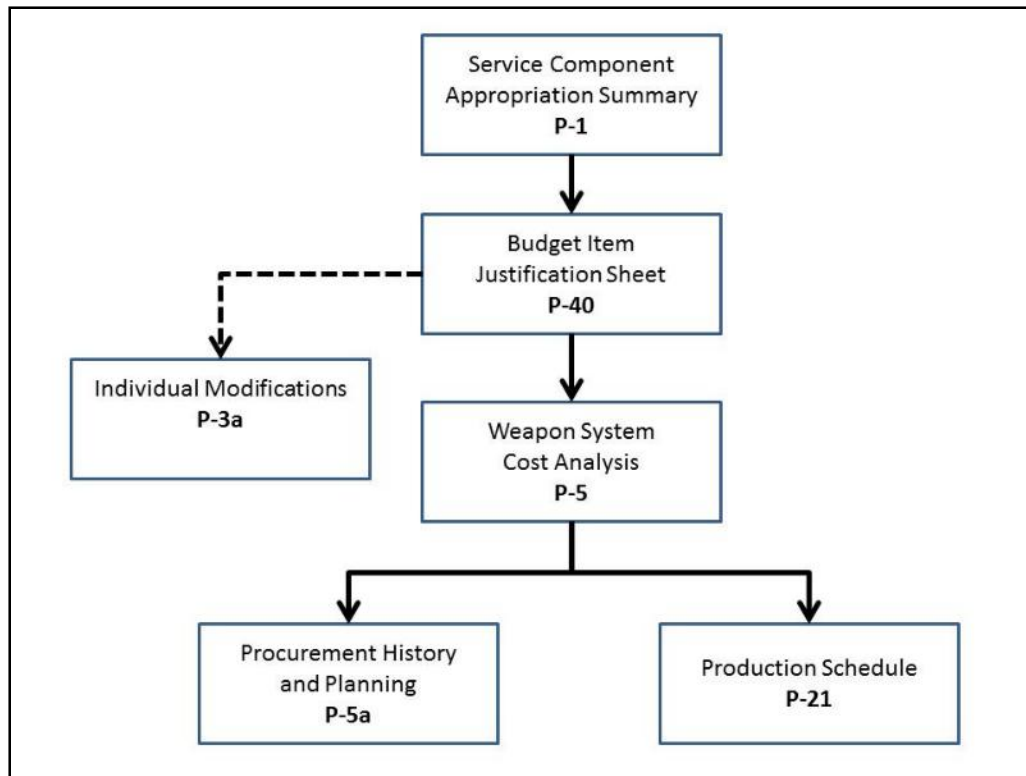 Service Component
Appropriation Summary
P-1
Budget Item
Justification Sheet
P-40
Individual Modifications
P-3a
Weapon System
Cost Analysis
P-5
Procurement History
and Planning
P-5a
Production Schedule
P-21